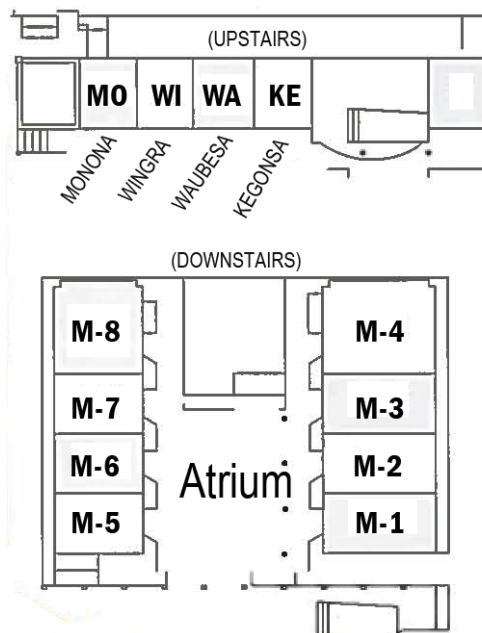 (UPSTAIRS)
MO WI WA KE
MONONA WINGRA WAUBESA KEGONSA
(DOWNSTAIRS)
M-8 M-4
M-7 M-3
M-6 Atrium M-2
M-5 M-1